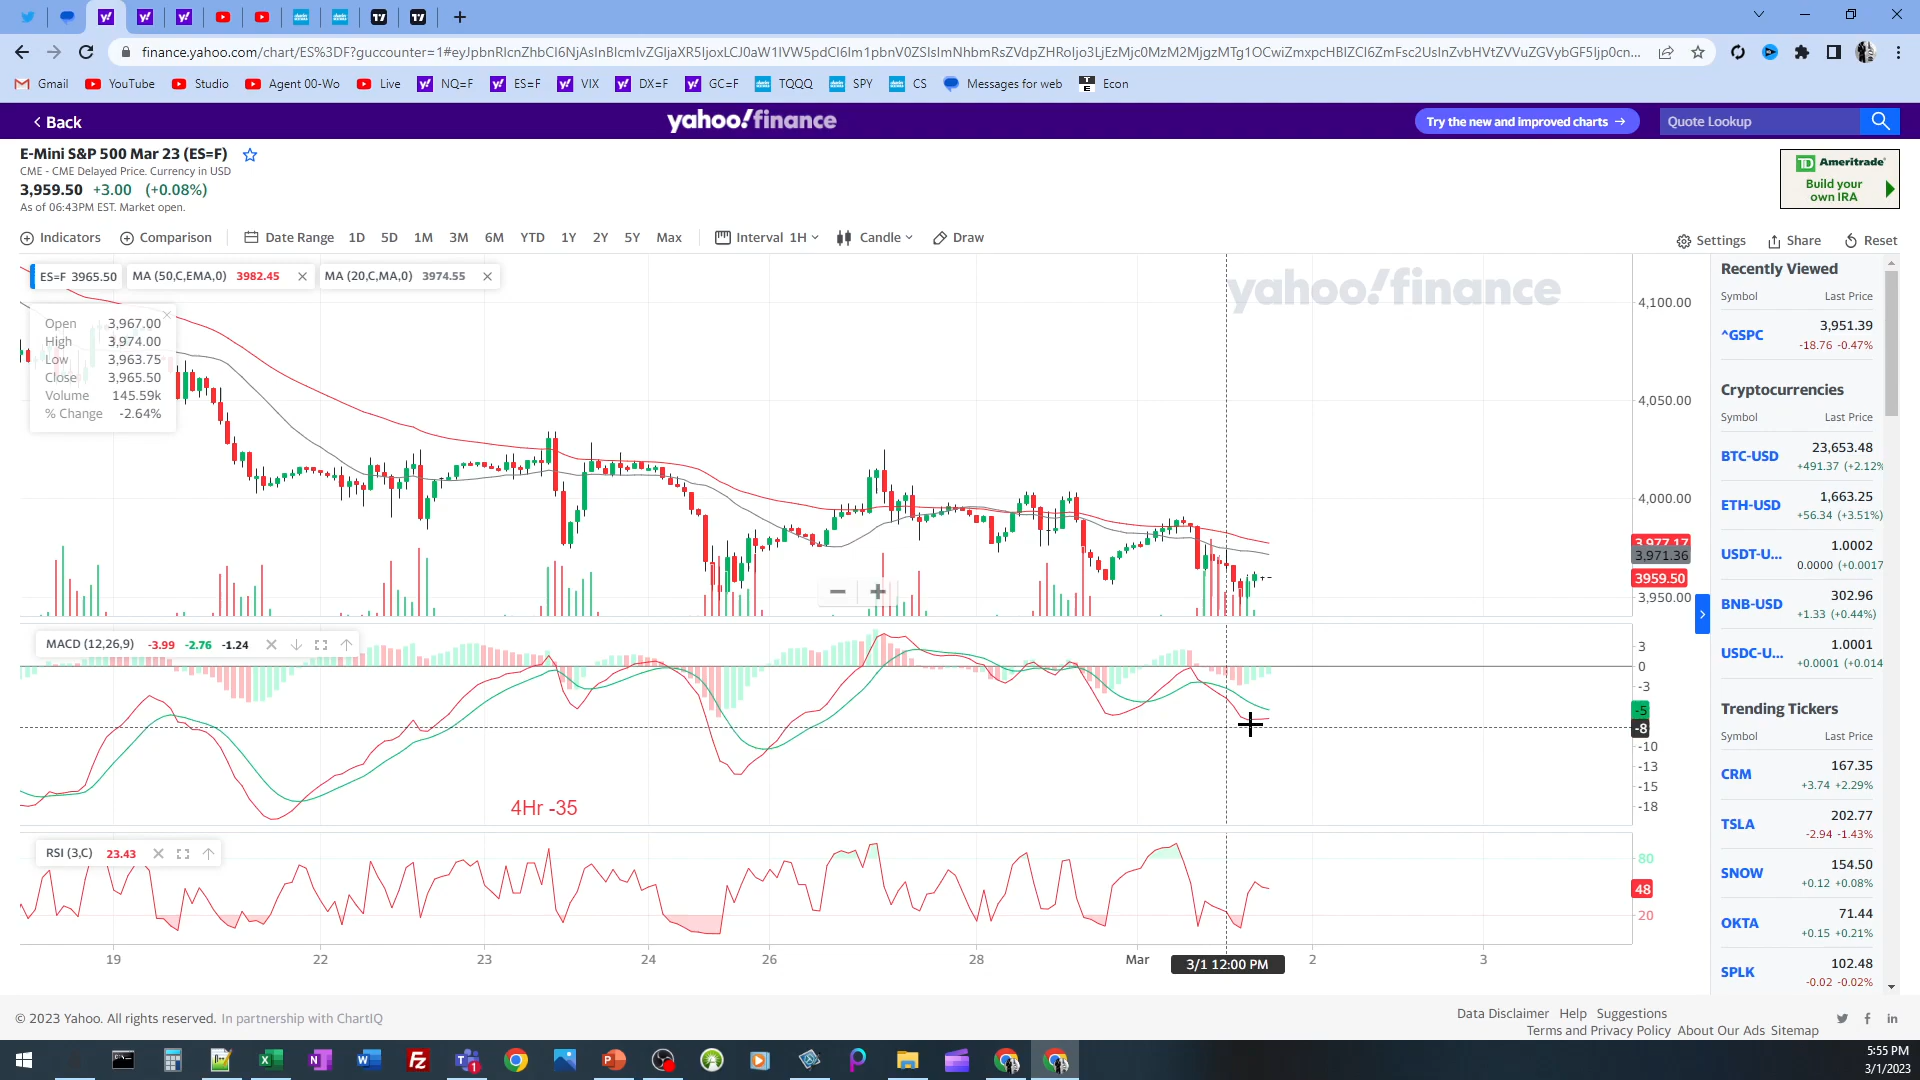 finance.yahoo.com/chart/ES%3DF?guccounter=1#eyJpbnRlcnZhbCI6NjAsInBlcmlvZGljaXR5IjoxLCJ0aW1lVW5pdCI6Im1pbnV0ZSIsImNhbmRsZVdpZHRoIjo3LjEzMjc0MzM2MjgzMTg1OCwiZmxpcHBlZCI6ZmFsc2UsInZvbHVtZVVuZGVybGF5Ijp0cn...
Gmail YouTube Studio Agent 00-Wo Live NQ=F ES=F VIX DX=F GC=F TQQQ SPY CS Messages for web Econ
Back
yahoo!finance
Try the new and improved charts →
Quote Lookup
E-Mini S&P 500 Mar 23 (ES=F)
CME - CME Delayed Price. Currency in USD
3,959.50 +3.00 (+0.08%)
As of 06:43PM EST. Market open.
TD Ameritrade
Build your
own IRA
Indicators Comparison Date Range 1D 5D 1M 3M 6M YTD 1Y 2Y 5Y Max Interval 1H Candle Draw
Settings Share Reset
ES=F 3965.50 MA (50,C,EMA,0) 3982.45 MA (20,C,MA,0) 3974.55
yahoo!finance
Open 3,967.00
High 3,974.00
Low 3,963.75
Close 3,965.50
Volume 145.59k
% Change -2.64%
4,100.00
4,050.00
4,000.00
3,977.17
3,971.36
3959.50
3,950.00
MACD (12,26,9) -3.99 -2.76 -1.24
3
0
-3
-5
-8
-10
-13
-15
-18
4Hr -35
RSI (3,C) 23.43
80
48
20
19 22 23 24 26 28 Mar 3/1 12:00 PM 2 3
Recently Viewed
Symbol Last Price
^GSPC 3,951.39
-18.76 -0.47%
Cryptocurrencies
Symbol Last Price
BTC-USD 23,653.48
+491.37 (+2.12%
ETH-USD 1,663.25
+56.34 (+3.51%)
USDT-U... 1.0002
0.0000 (+0.0017
BNB-USD 302.96
+1.33 (+0.44%)
USDC-U... 1.0001
+0.0001 (+0.014
Trending Tickers
Symbol Last Price
CRM 167.35
+3.74 +2.29%
TSLA 202.77
-2.94 -1.43%
SNOW 154.50
+0.12 +0.08%
OKTA 71.44
+0.15 +0.21%
SPLK 102.48
-0.02 -0.02%
© 2023 Yahoo. All rights reserved. In partnership with ChartIQ
Data Disclaimer Help Suggestions
Terms and Privacy Policy About Our Ads Sitemap
5:55 PM
3/1/2023